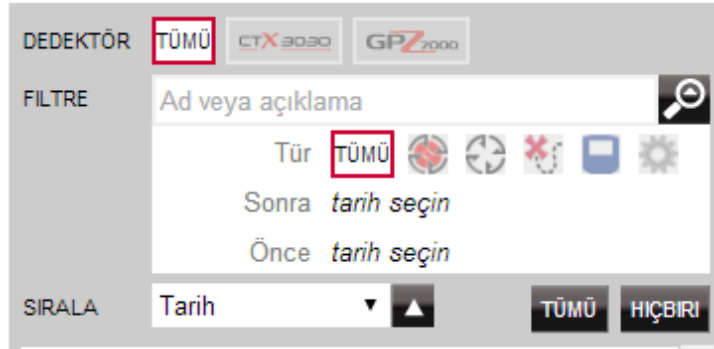 DEDEKTÖR TÜMÜ CTX 3030 GPZ 7000
FILTRE Ad veya açıklama
Tür TÜMÜ
Sonra tarih seçin
Önce tarih seçin
SIRALA Tarih TÜMÜ HIÇBIRI